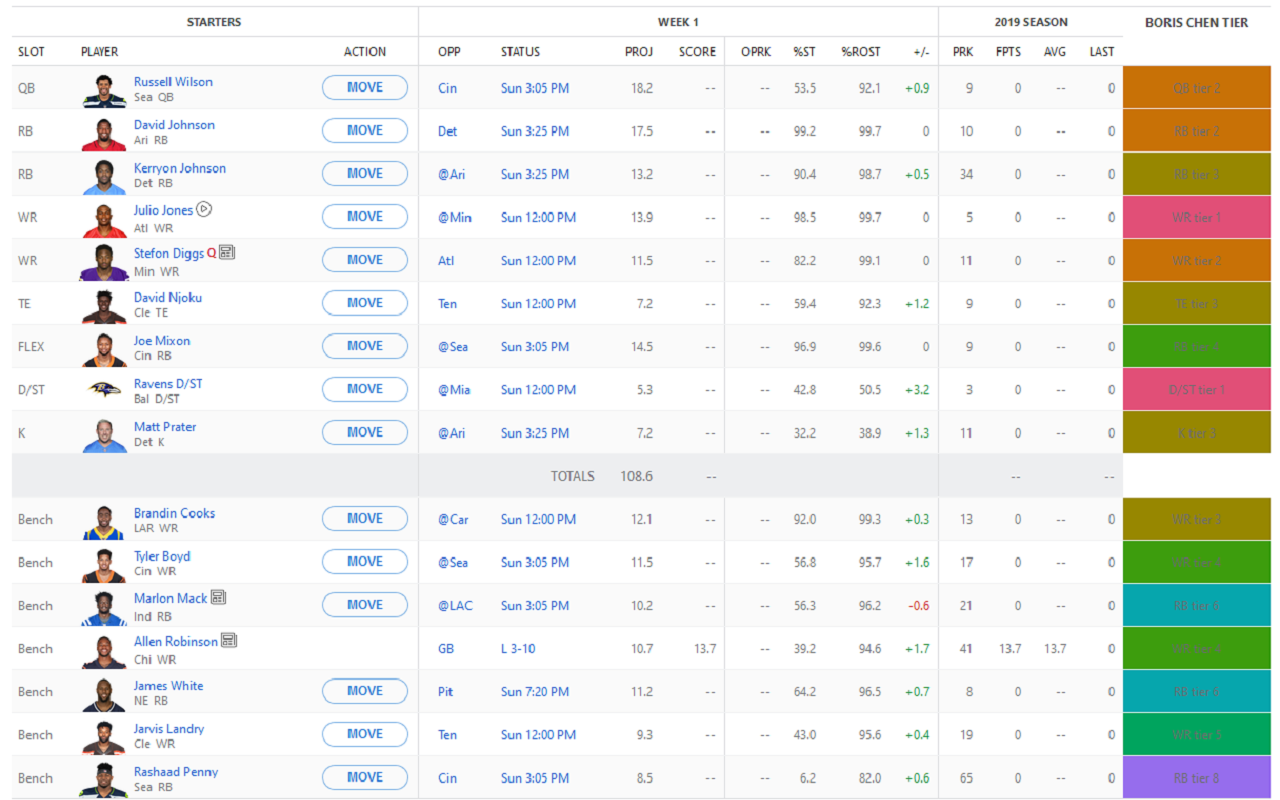 STARTERS WEEK 1 2019 SEASON BORIS CHEN TIER
SLOT PLAYER ACTION OPP STATUS PROJ SCORE OPRK %ST %ROST +/- PRK FPTS AVG LAST
QB Russell Wilson MOVE Cin Sun 3:05 PM 18.2 -- -- 53.5 92.1 +0.9 9 0 -- 0 QB tier 2
Sea QB
RB David Johnson MOVE Det Sun 3:25 PM 17.5 -- -- 99.2 99.7 0 10 0 -- 0 RB tier 2
Ari RB
RB Kerryon Johnson MOVE @Ari Sun 3:25 PM 13.2 -- -- 90.4 98.7 +0.5 34 0 -- 0 RB tier 3
Det RB
WR Julio Jones MOVE @Min Sun 12:00 PM 13.9 -- -- 98.5 99.7 0 5 0 -- 0 WR tier 1
Atl WR
WR Stefon Diggs Q MOVE Atl Sun 12:00 PM 11.5 -- -- 82.2 99.1 0 11 0 -- 0 WR tier 2
Min WR
TE David Njoku MOVE Ten Sun 12:00 PM 7.2 -- -- 59.4 92.3 +1.2 9 0 -- 0 TE tier 3
Cle TE
FLEX Joe Mixon MOVE @Sea Sun 3:05 PM 14.5 -- -- 96.9 99.6 0 9 0 -- 0 RB tier 4
Cin RB
D/ST Ravens D/ST MOVE @Mia Sun 12:00 PM 5.3 -- -- 42.8 50.5 +3.2 3 0 -- 0 D/ST tier 1
Bal D/ST
K Matt Prater MOVE @Ari Sun 3:25 PM 7.2 -- -- 32.2 38.9 +1.3 11 0 -- 0 K tier 3
Det K
TOTALS 108.6 -- -- --
Bench Brandin Cooks MOVE @Car Sun 12:00 PM 12.1 -- -- 92.0 99.3 +0.3 13 0 -- 0 WR tier 3
LAR WR
Bench Tyler Boyd MOVE @Sea Sun 3:05 PM 11.5 -- -- 56.8 95.7 +1.6 17 0 -- 0 WR tier 4
Cin WR
Bench Marlon Mack MOVE @LAC Sun 3:05 PM 10.2 -- -- 56.3 96.2 -0.6 21 0 -- 0 RB tier 6
Ind RB
Bench Allen Robinson GB L 3-10 10.7 13.7 -- 39.2 94.6 +1.7 41 13.7 13.7 0 WR tier 4
Chi WR
Bench James White MOVE Pit Sun 7:20 PM 11.2 -- -- 64.2 96.5 +0.7 8 0 -- 0 RB tier 6
NE RB
Bench Jarvis Landry MOVE Ten Sun 12:00 PM 9.3 -- -- 43.0 95.6 +0.4 19 0 -- 0 WR tier 5
Cle WR
Bench Rashaad Penny MOVE Cin Sun 3:05 PM 8.5 -- -- 6.2 82.0 +0.6 65 0 -- 0 RB tier 8
Sea RB